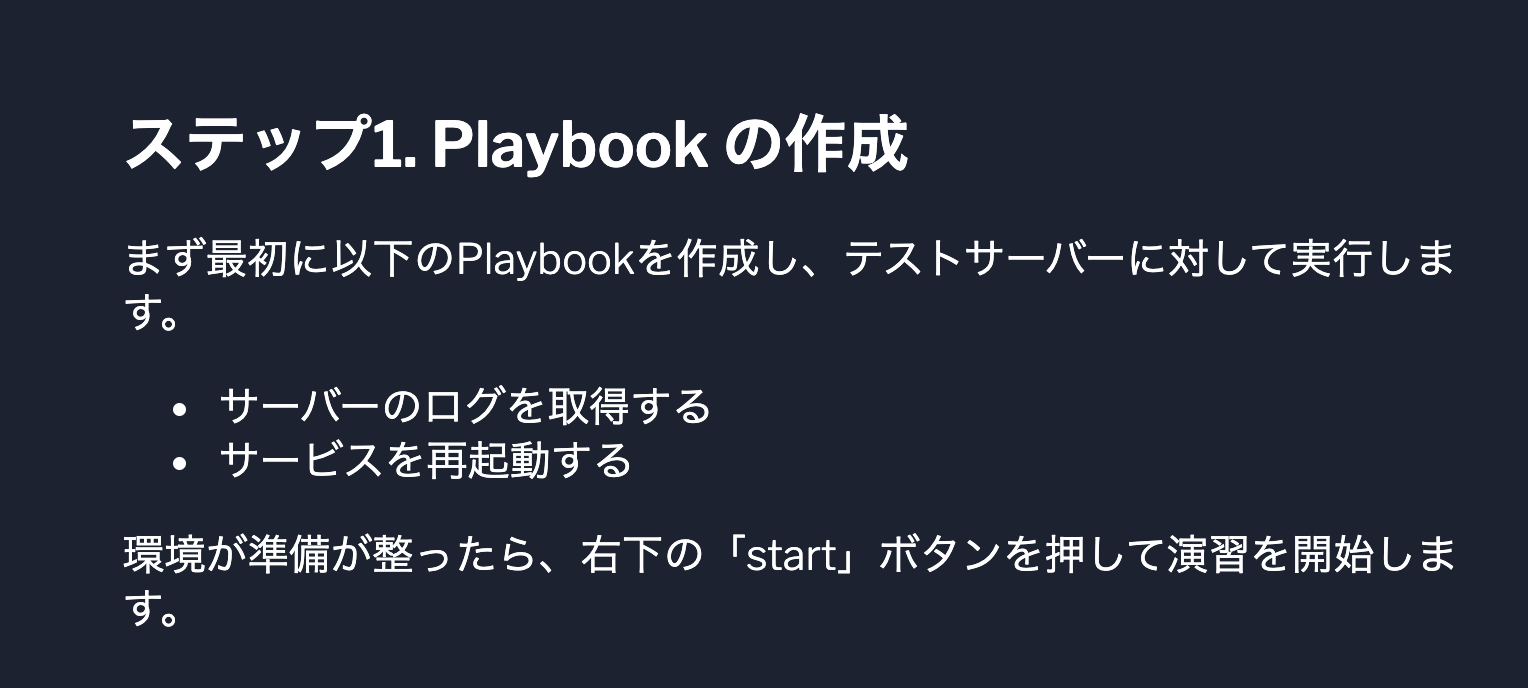 ステップ1. Playbook の作成
まず最初に以下のPlaybookを作成し、テストサーバーに対して実行しま
す。
• サーバーのログを取得する
• サービスを再起動する
環境が準備が整ったら、右下の「start」ボタンを押して演習を開始しま
す。